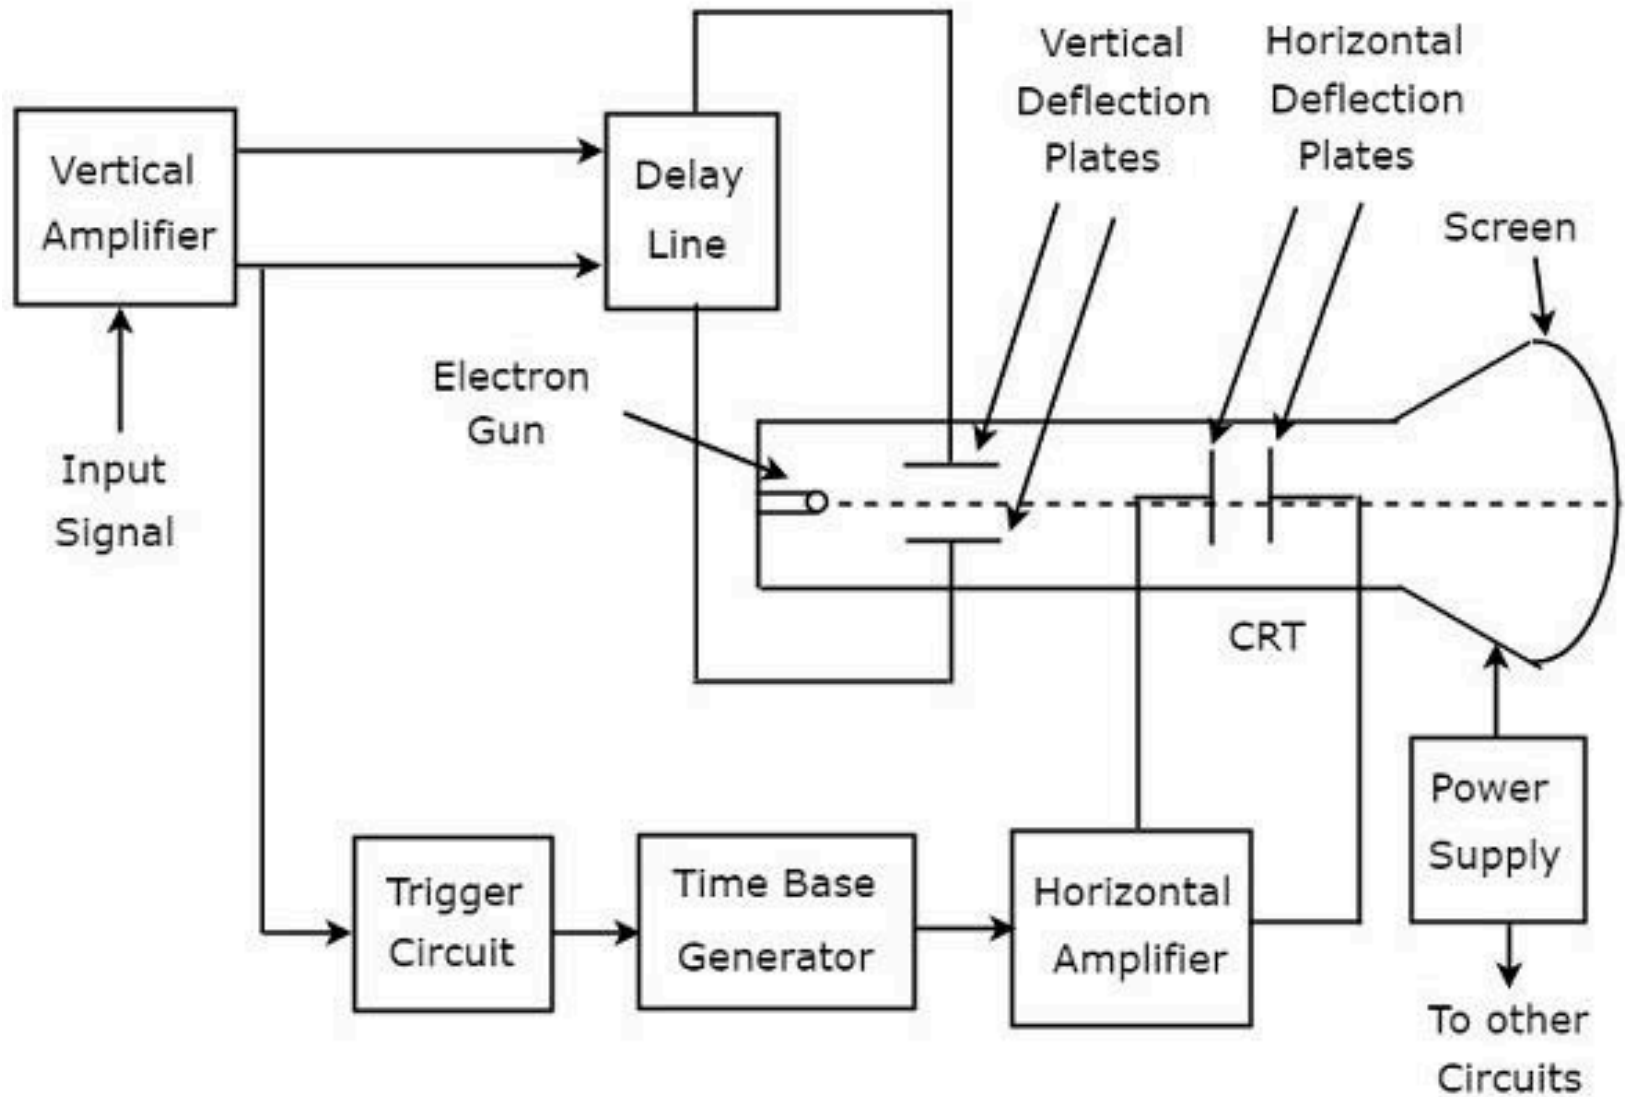 Vertical
Deflection
Plates
Horizontal
Deflection
Plates
Vertical
Amplifier
Delay
Line
Screen
Electron
Gun
Input
Signal
CRT
Power
Supply
Trigger
Circuit
Time Base
Generator
Horizontal
Amplifier
To other
Circuits